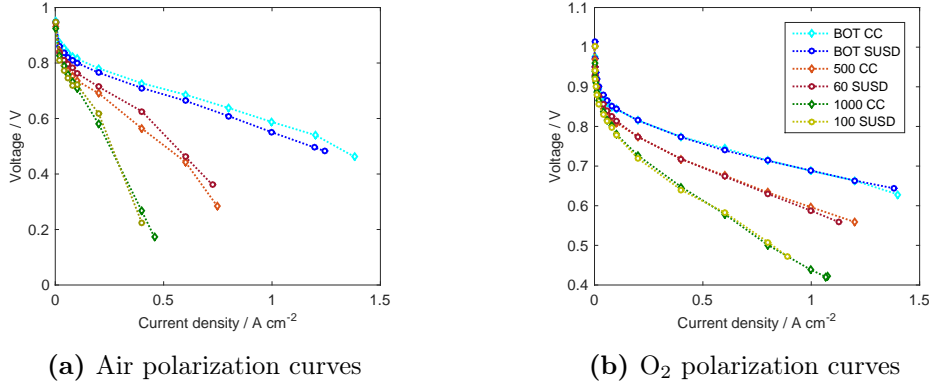 1
0.8
0.6
0.4
0.2
0
0
0.5
1
1.5
Voltage / V
Current density / A cm-2
(a) Air polarization curves
1.1
1
0.9
0.8
0.7
0.6
0.5
0.4
0
0.5
1
1.5
Voltage / V
Current density / A cm-2
BOT CC
BOT SUSD
500 CC
60 SUSD
1000 CC
100 SUSD
(b) O2 polarization curves